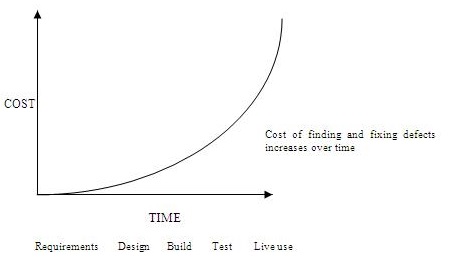 COST
Cost of finding and fixing defects
increases over time
TIME
Requirements Design Build Test Live use